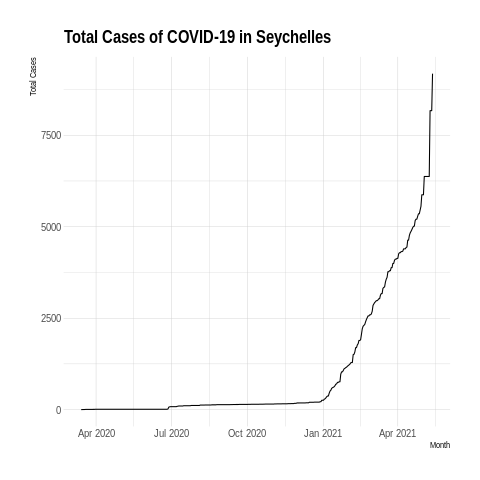 Total Cases of COVID-19 in Seychelles
Total Cases
7500
5000
2500
0
Apr 2020 Jul 2020 Oct 2020 Jan 2021 Apr 2021
Month